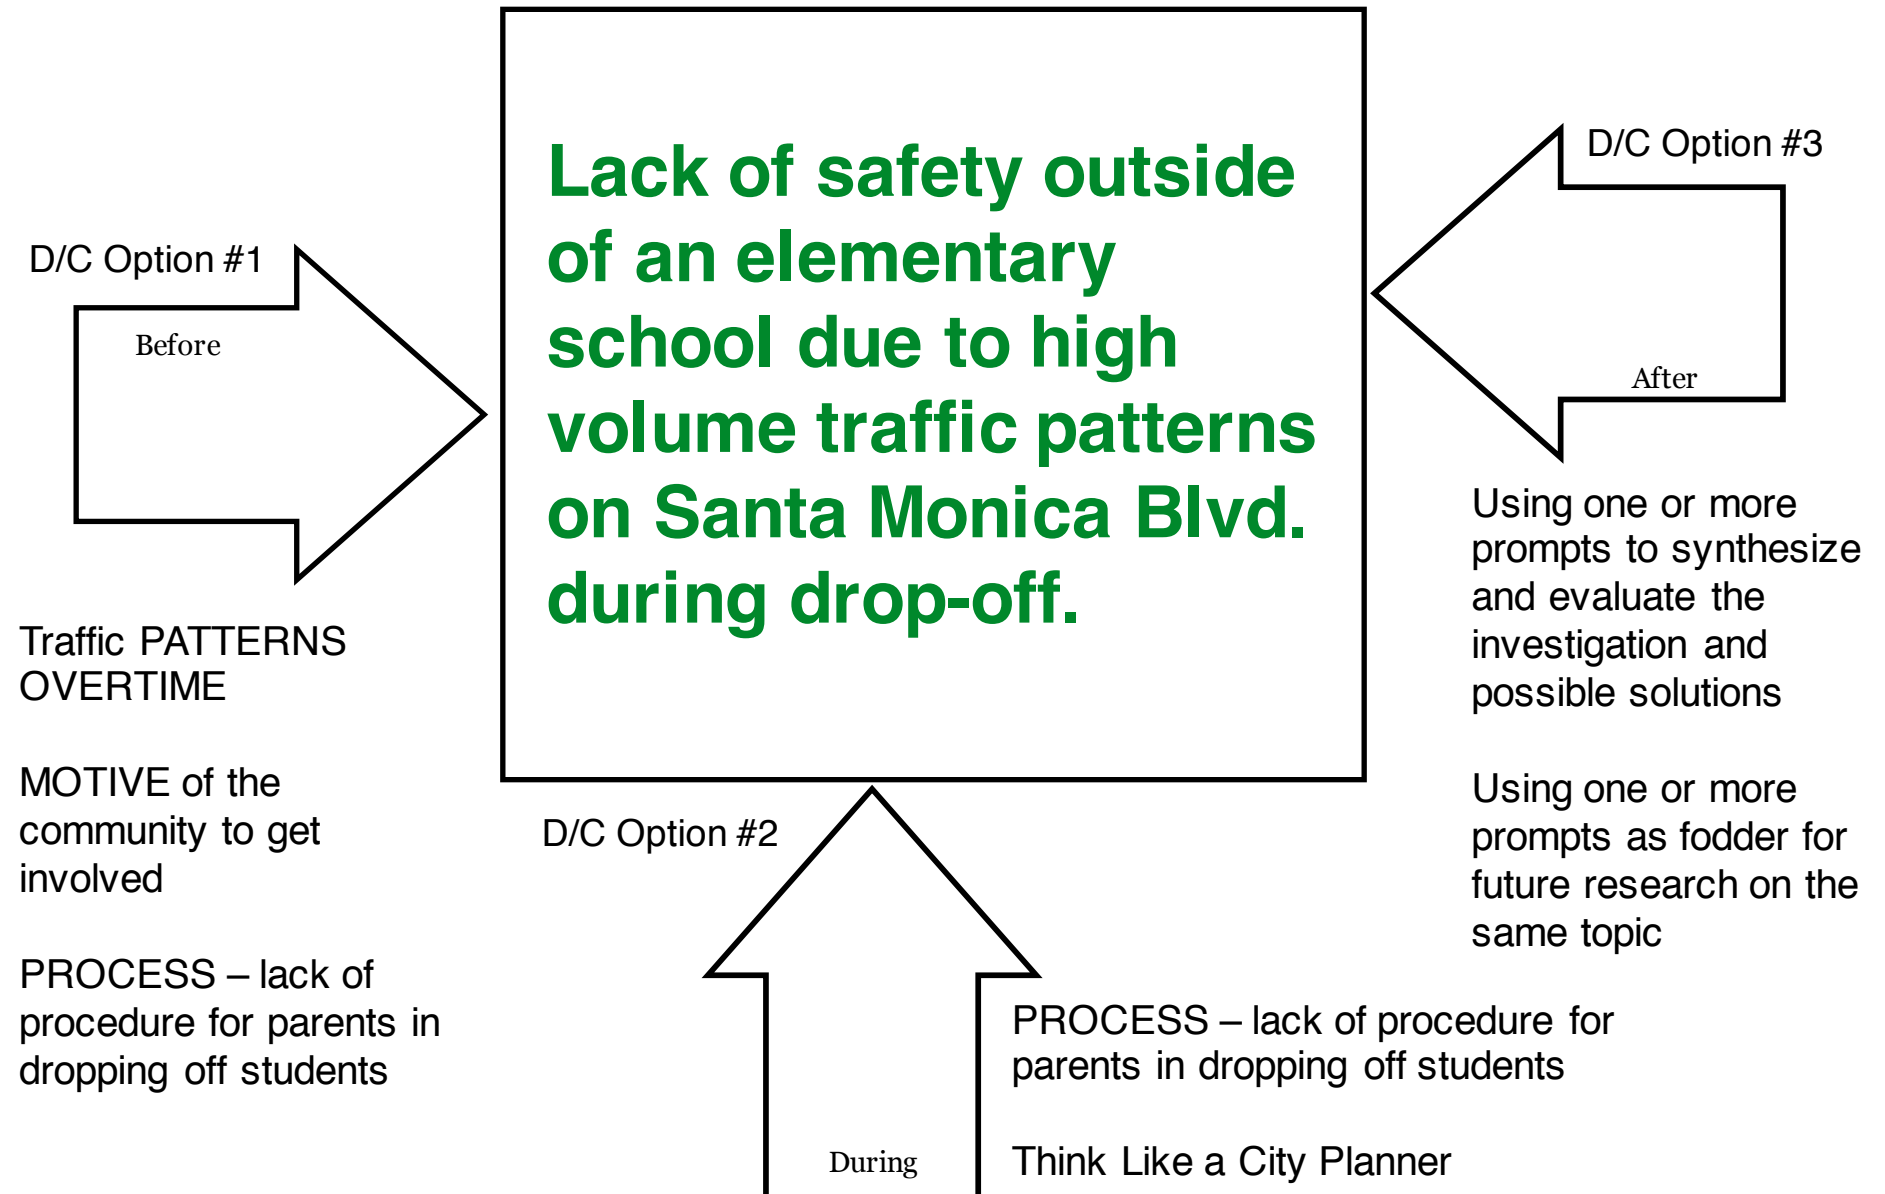 Lack of safety outside
of an elementary
school due to high
volume traffic patterns
on Santa Monica Blvd.
during drop-off.
D/C Option #1
Before
Traffic PATTERNS
OVERTIME
MOTIVE of the
community to get
involved
PROCESS – lack of
procedure for parents in
dropping off students
D/C Option #2
During
PROCESS – lack of procedure for
parents in dropping off students
Think Like a City Planner
D/C Option #3
After
Using one or more
prompts to synthesize
and evaluate the
investigation and
possible solutions
Using one or more
prompts as fodder for
future research on the
same topic